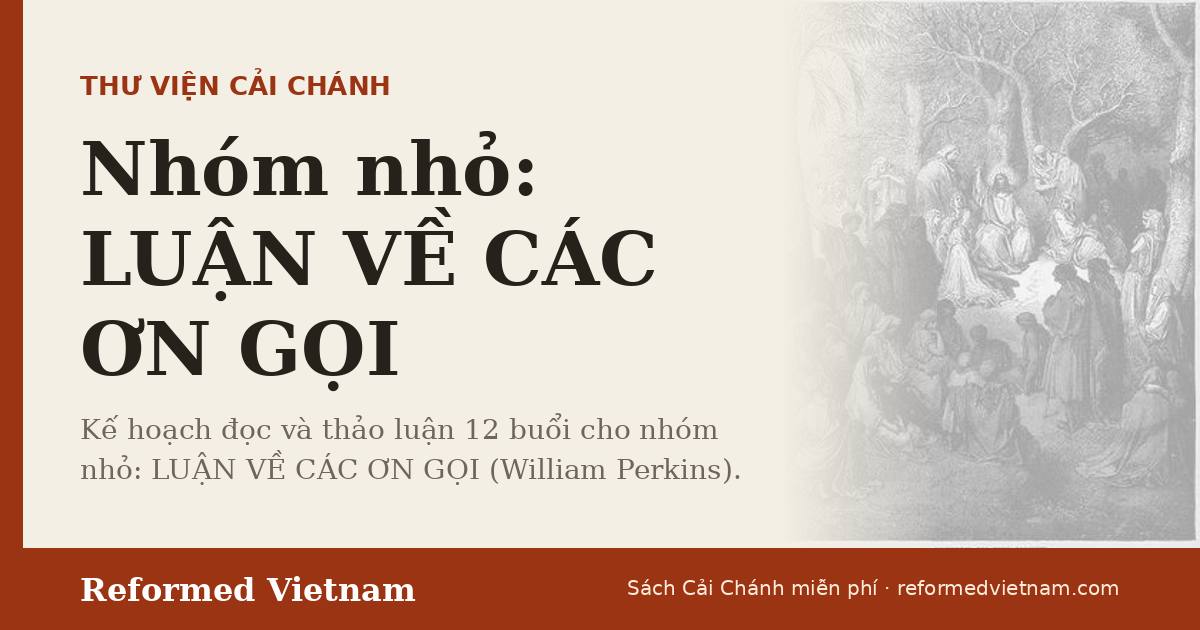 THƯ VIỆN CẢI CHÁNH
Nhóm nhỏ:
LUẬN VỀ CÁC
ƠN GỌI
Kế hoạch đọc và thảo luận 12 buổi cho nhóm
nhỏ: LUẬN VỀ CÁC ƠN GỌI (William Perkins).
Reformed Vietnam
Sách Cải Chánh miễn phí · reformedvietnam.com